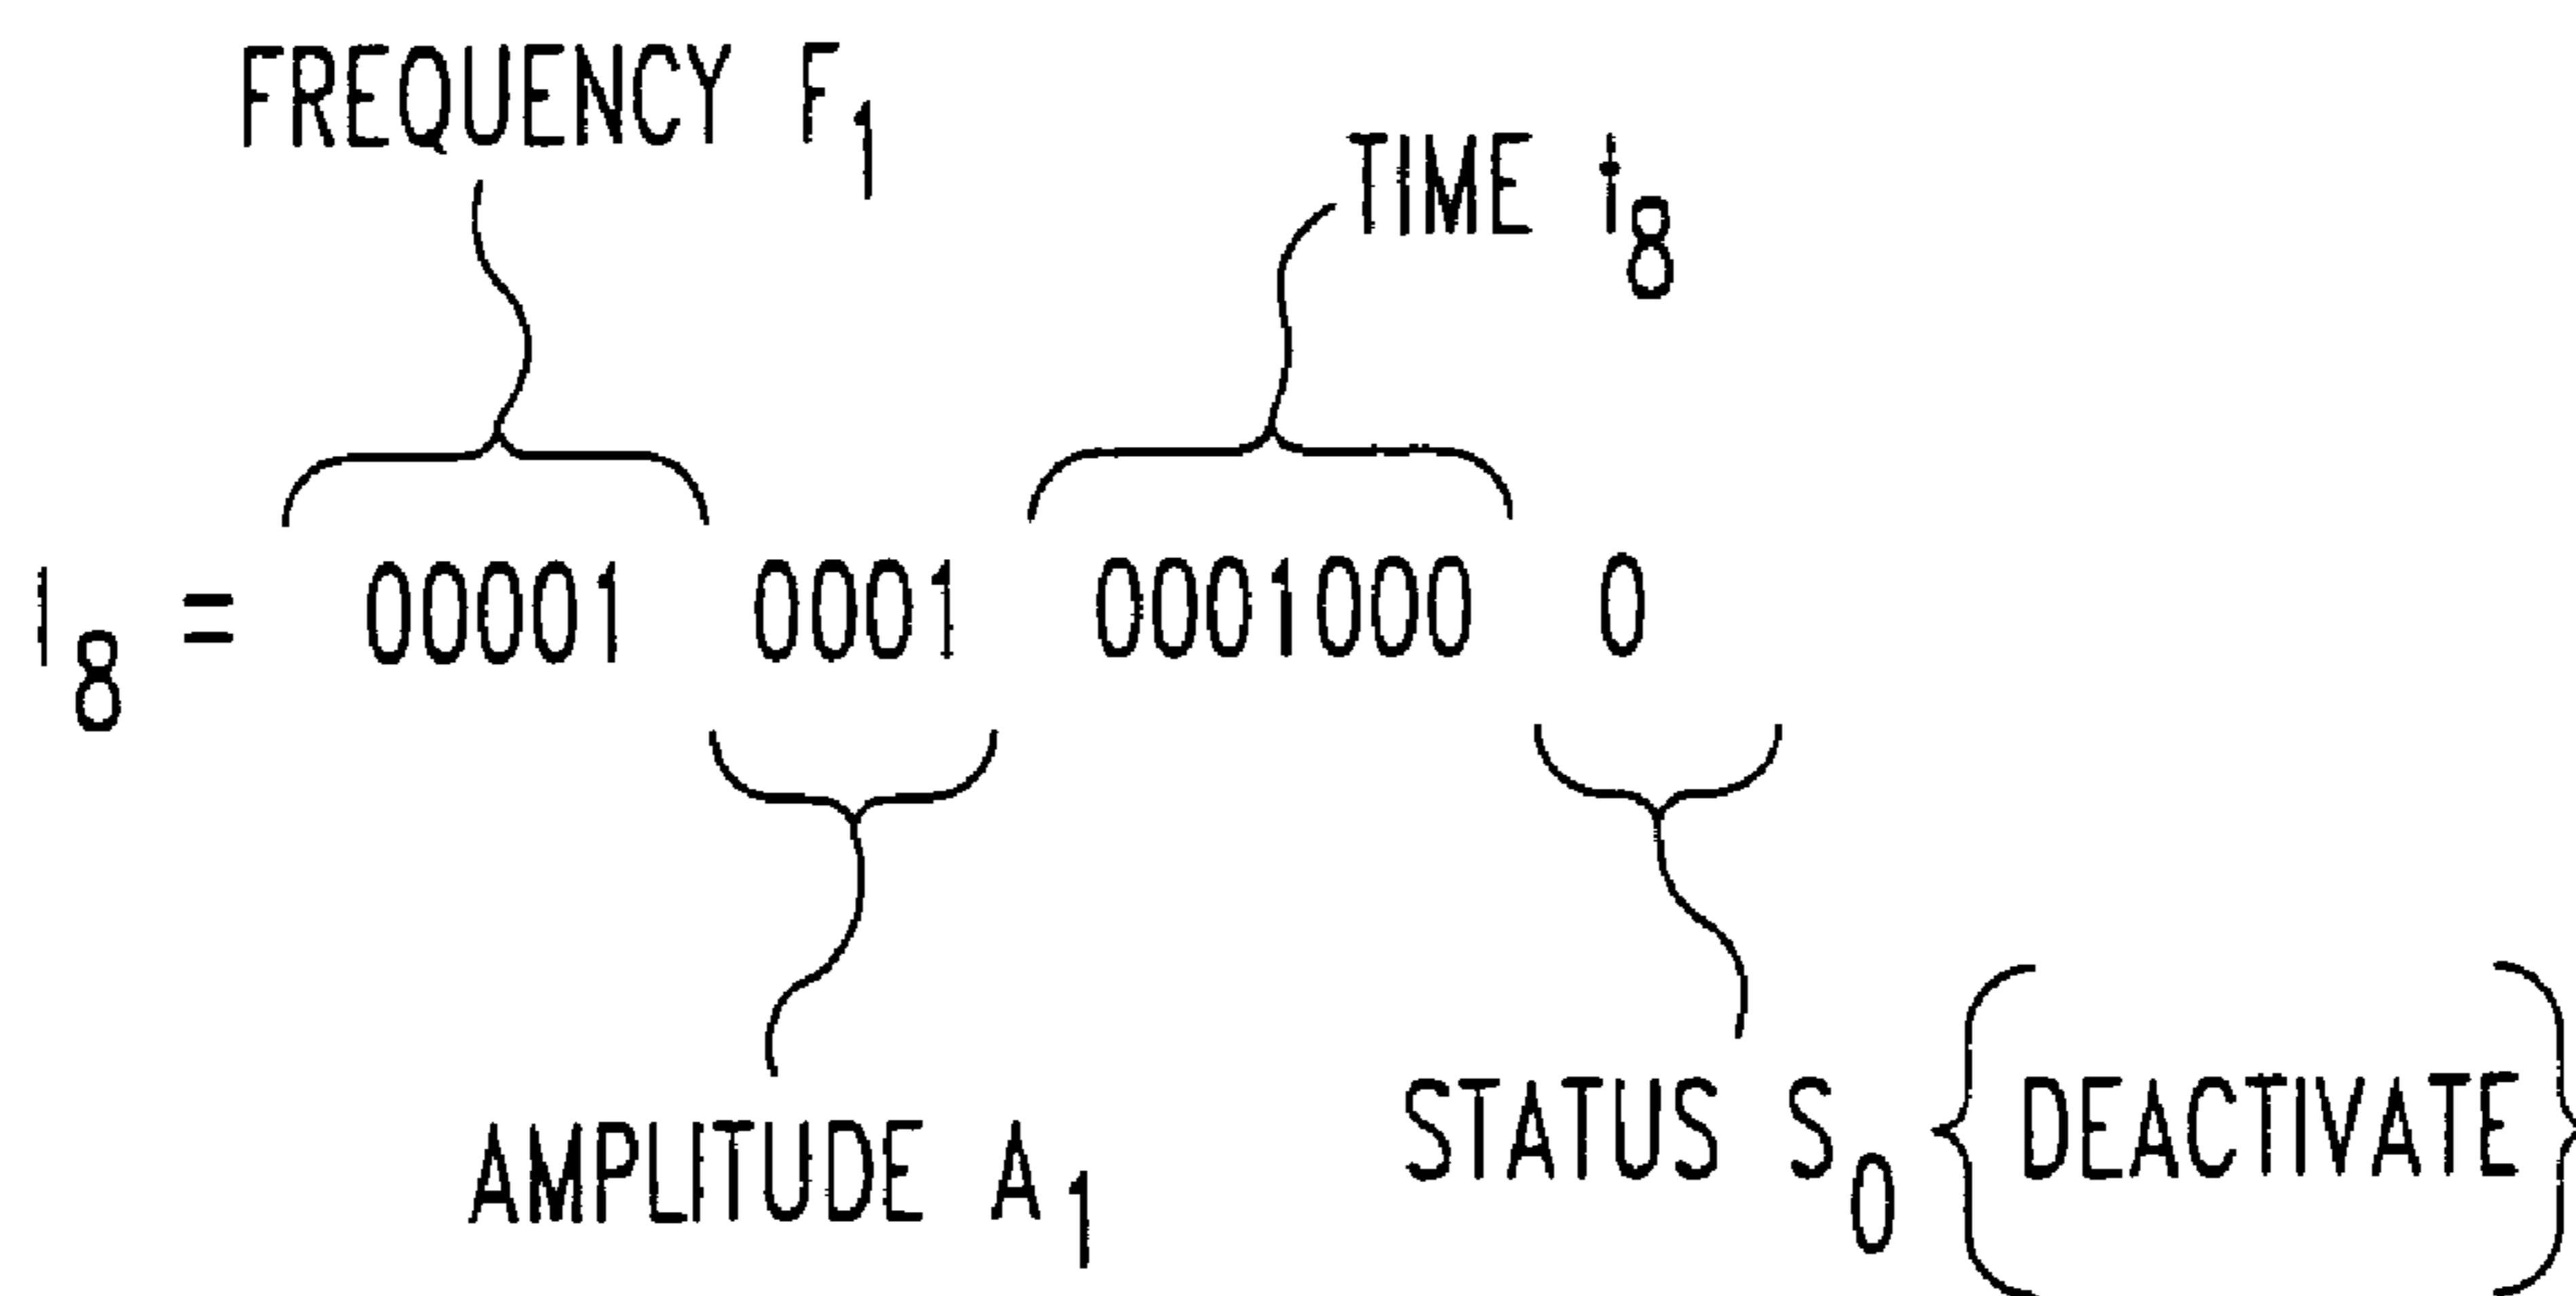 FREQUENCY F₁
TIME t₈
I₈ = 00001 0001 0001000 0
AMPLITUDE A₁
STATUS S₀ {DEACTIVATE}